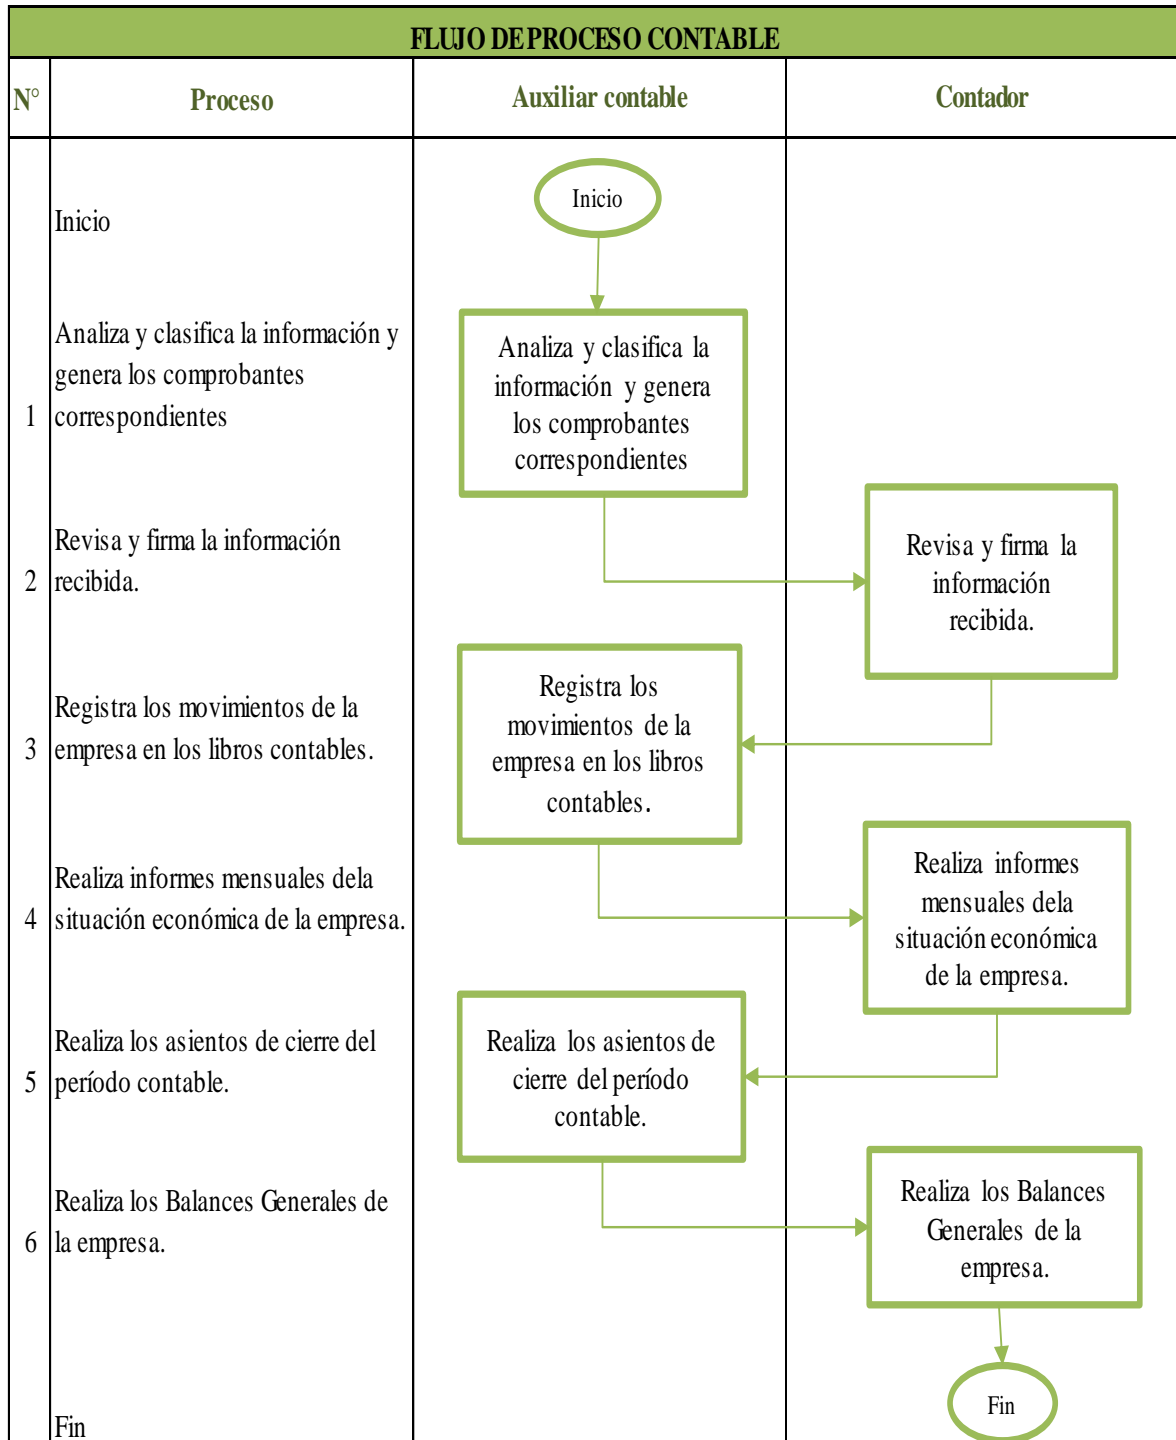 FLUJO DE PROCESO CONTABLE
N° Proceso Auxiliar contable Contador
Inicio
Inicio
Analiza y clasifica la información y
genera los comprobantes
1 correspondientes
Analiza y clasifica la
información y genera
los comprobantes
correspondientes
Revisa y firma la información
2 recibida.
Revisa y firma la
información
recibida.
Registra los movimientos de la
3 empresa en los libros contables.
Registra los
movimientos de la
empresa en los libros
contables.
Realiza informes mensuales dela
4 situación económica de la empresa.
Realiza informes
mensuales dela
situación económica
de la empresa.
Realiza los asientos de cierre del
5 período contable.
Realiza los asientos de
cierre del período
contable.
Realiza los Balances Generales de
6 la empresa.
Realiza los Balances
Generales de la
empresa.
Fin
Fin